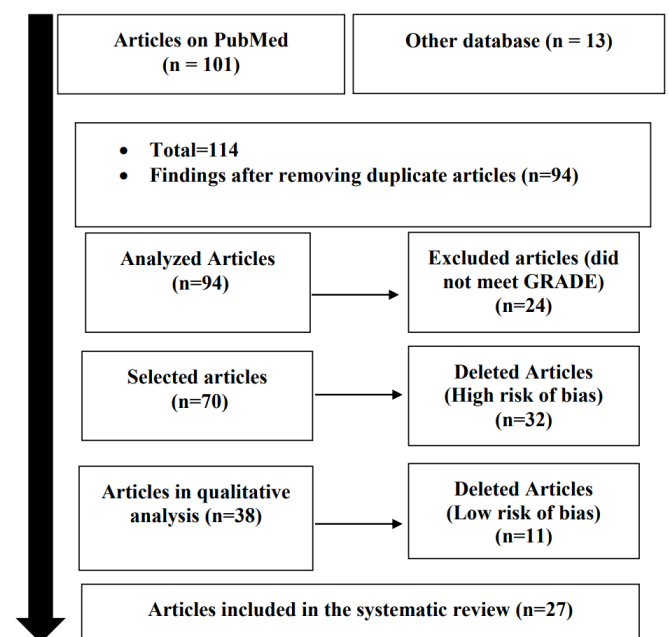 Articles on PubMed
(n = 101)
Other database (n = 13)
• Total=114
• Findings after removing duplicate articles (n=94)
Analyzed Articles
(n=94)
Excluded articles (did
not meet GRADE)
(n=24)
Selected articles
(n=70)
Deleted Articles
(High risk of bias)
(n=32)
Articles in qualitative
analysis (n=38)
Deleted Articles
(Low risk of bias)
(n=11)
Articles included in the systematic review (n=27)